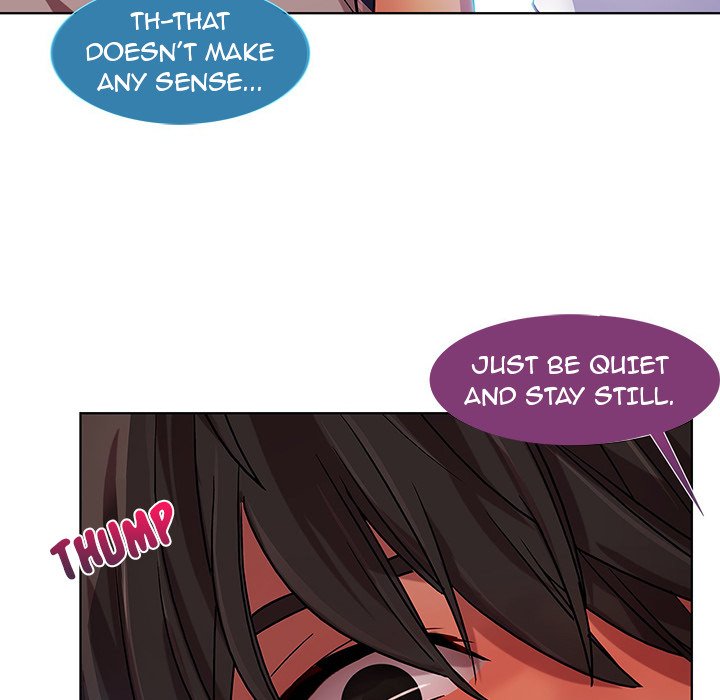 TH-THAT
DOESN'T MAKE
ANY SENSE...
JUST BE QUIET
AND STAY STILL.
THUMP